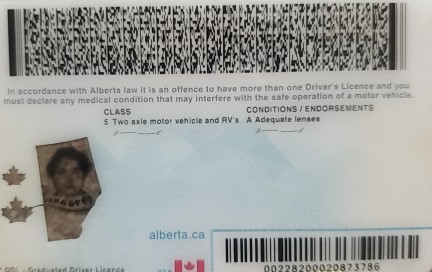 In accordance with Alberta law it is an offence to have more than one Driver's Licence and you
must declare any medical condition that may interfere with the safe operation of a motor vehicle.
CLASS CONDITIONS / ENDORSEMENTS
5 Two axle motor vehicle and RV's A Adequate lenses
alberta.ca
* GDL - Graduated Driver Licence
00228200020873786